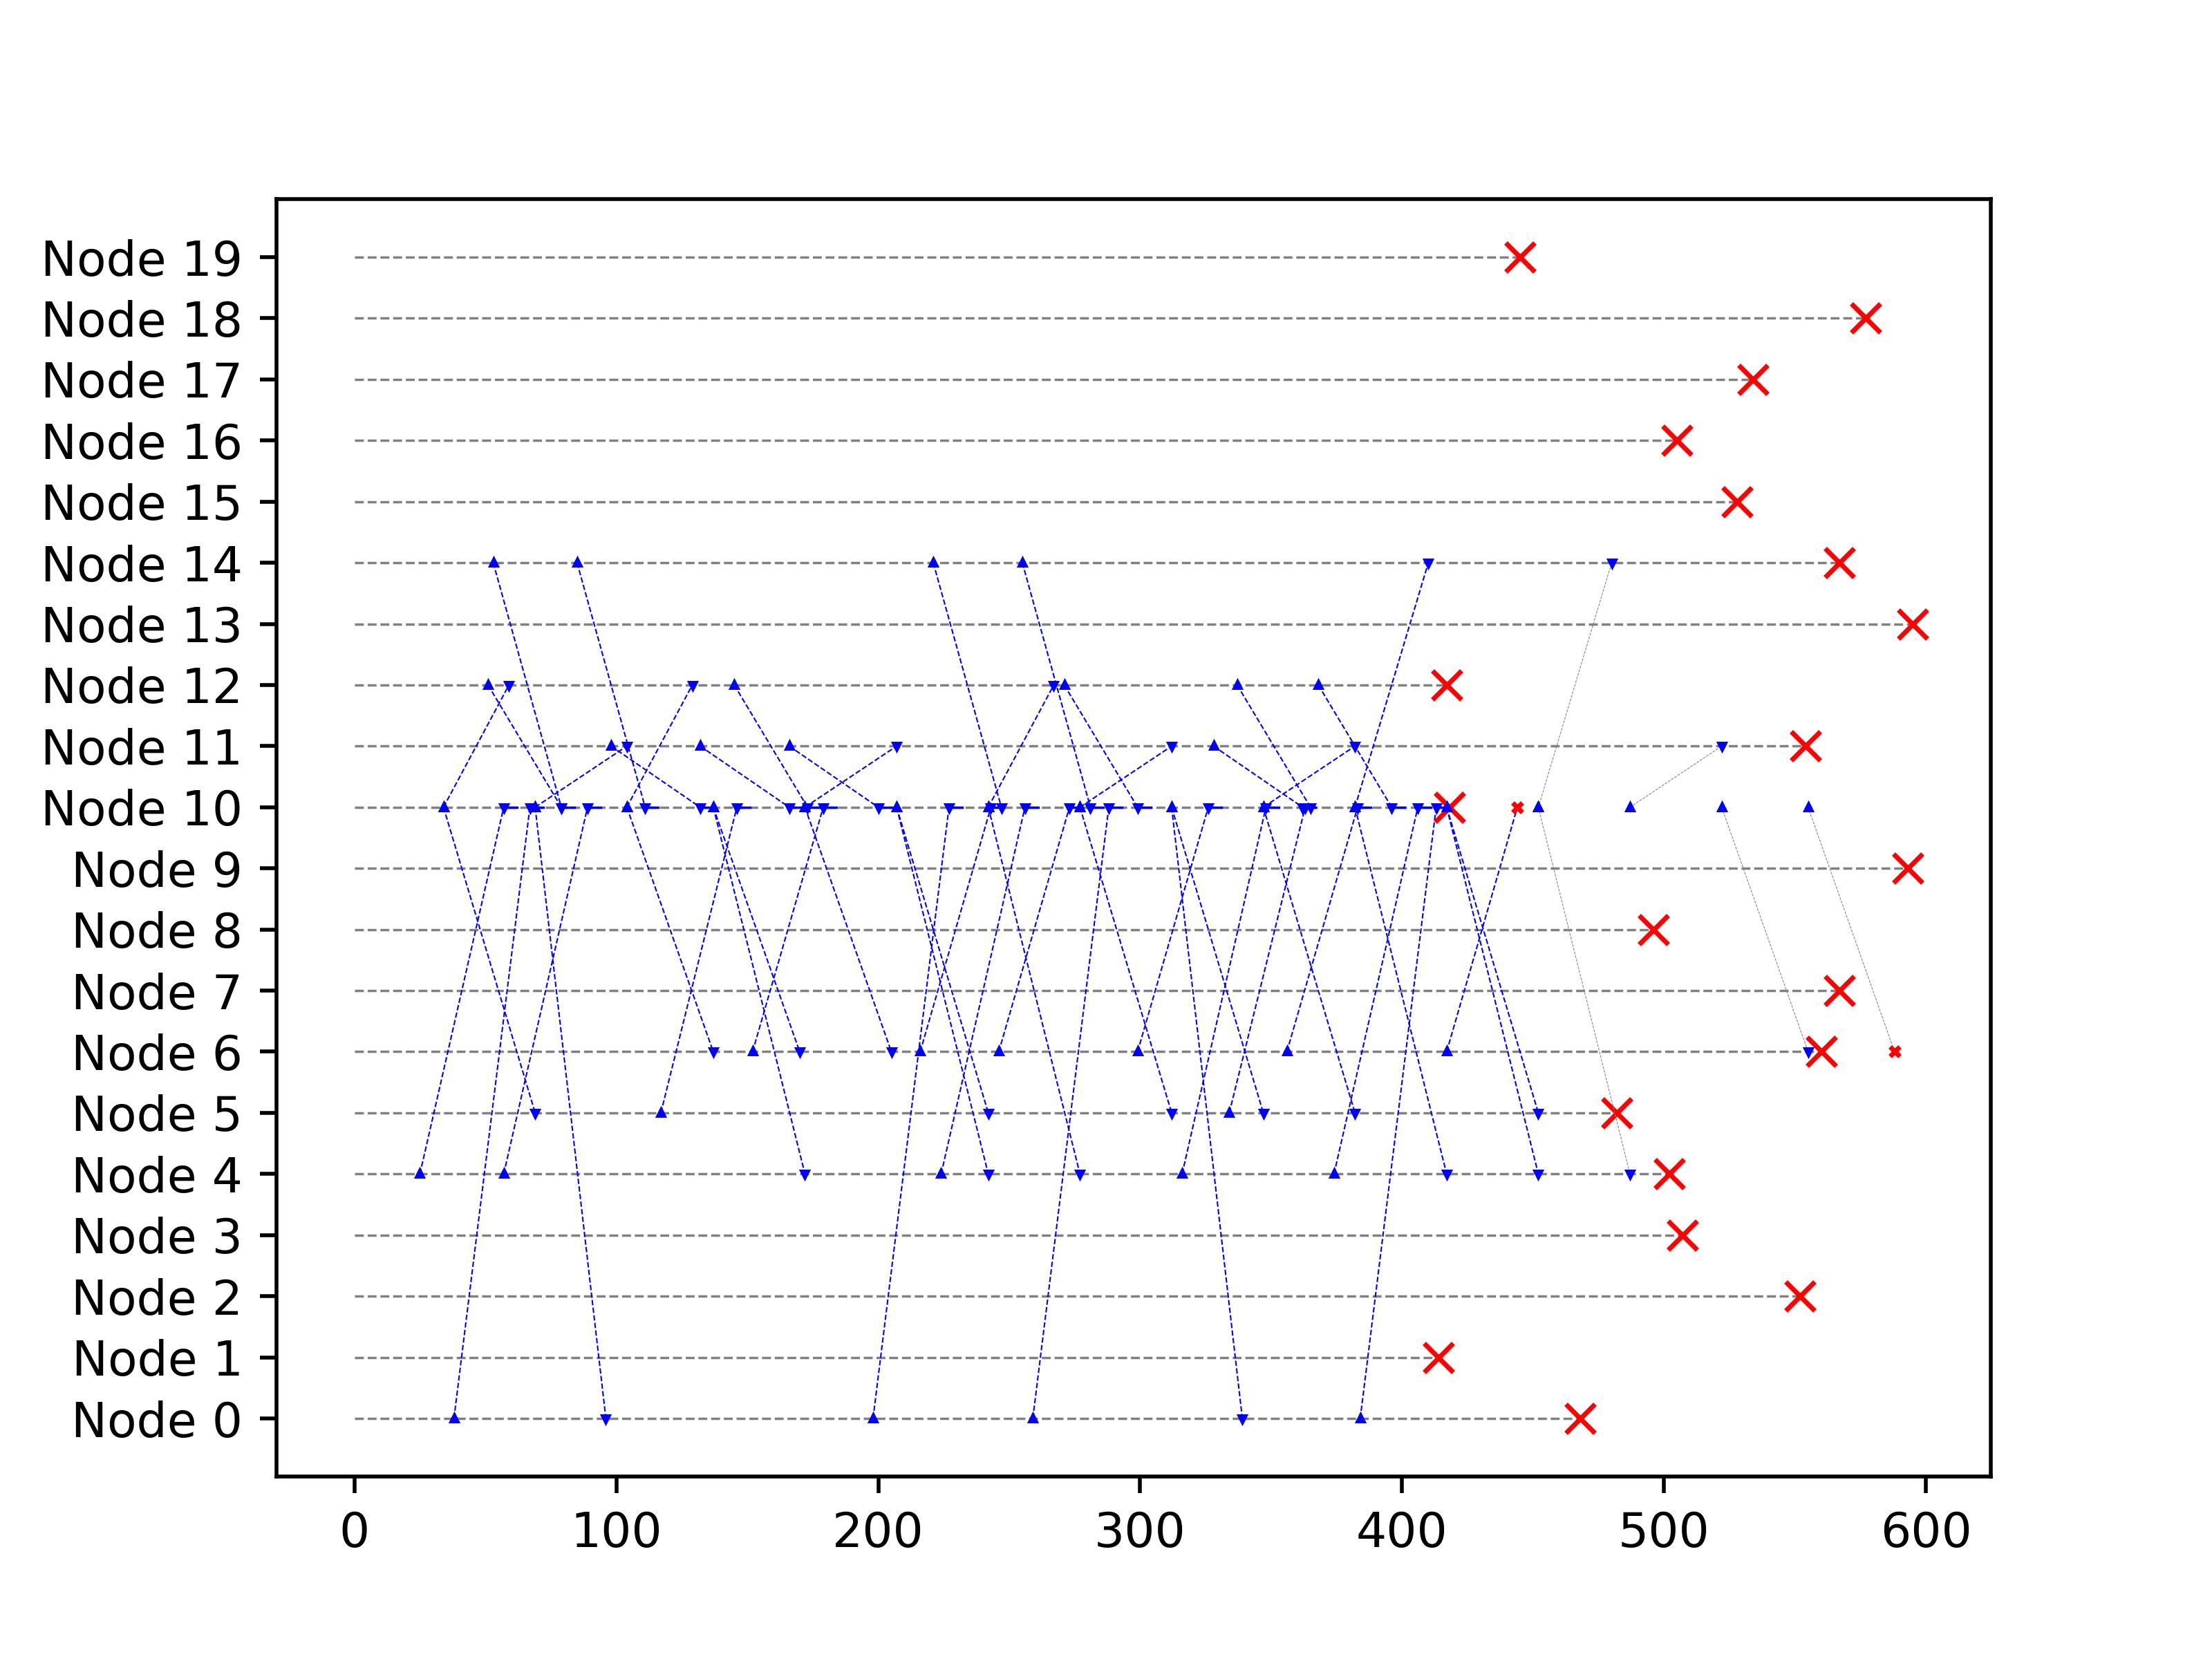 Node 19
Node 18
Node 17
Node 16
Node 15
Node 14
Node 13
Node 12
Node 11
Node 10
Node 9
Node 8
Node 7
Node 6
Node 5
Node 4
Node 3
Node 2
Node 1
Node 0
0 100 200 300 400 500 600